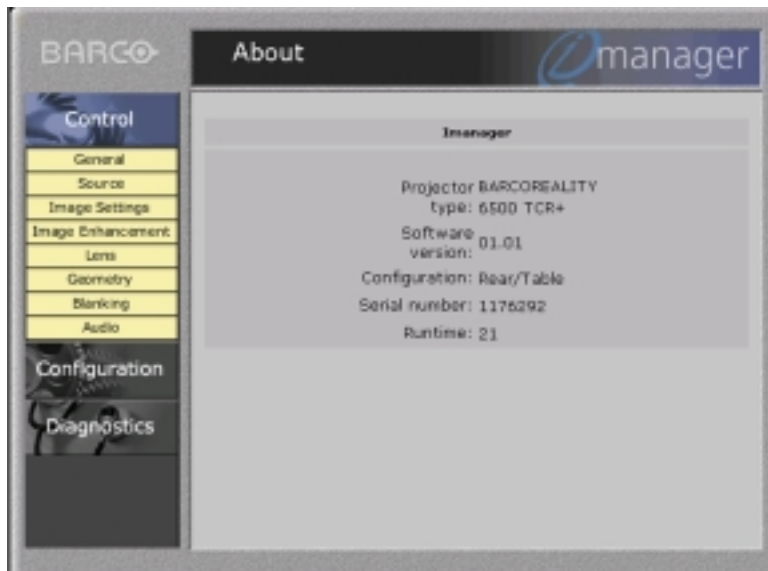 BARCO
About
imanager
Control
General
Source
Image Settings
Image Enhancement
Lens
Geometry
Blanking
Audio
Configuration
Diagnostics
Imanager
Projector type: BARCOREALITY 6500 TCR+
Software version: 01.01
Configuration: Rear/Table
Serial number: 1176292
Runtime: 21